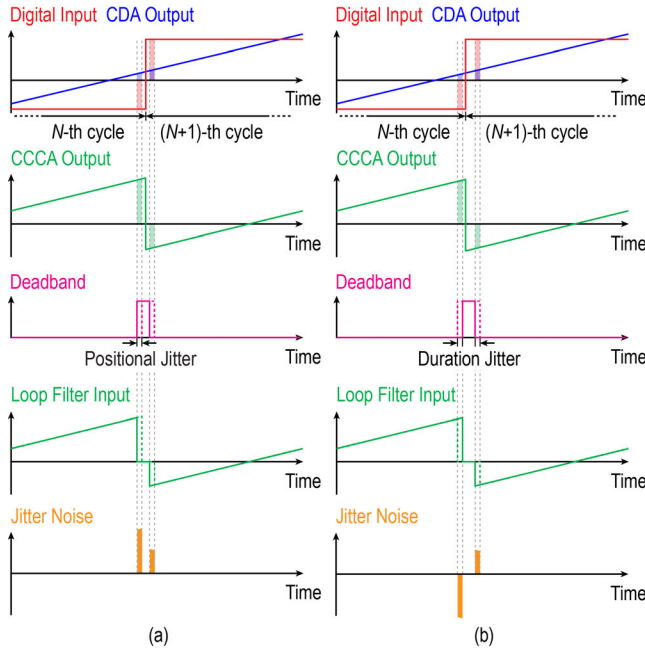 Digital Input CDA Output
Time
N-th cycle (N+1)-th cycle
CCCA Output
Time
Deadband
Positional Jitter
Time
Loop Filter Input
Time
Jitter Noise
Time
(a)
Digital Input CDA Output
Time
N-th cycle (N+1)-th cycle
CCCA Output
Time
Deadband
Duration Jitter
Time
Loop Filter Input
Time
Jitter Noise
Time
(b)